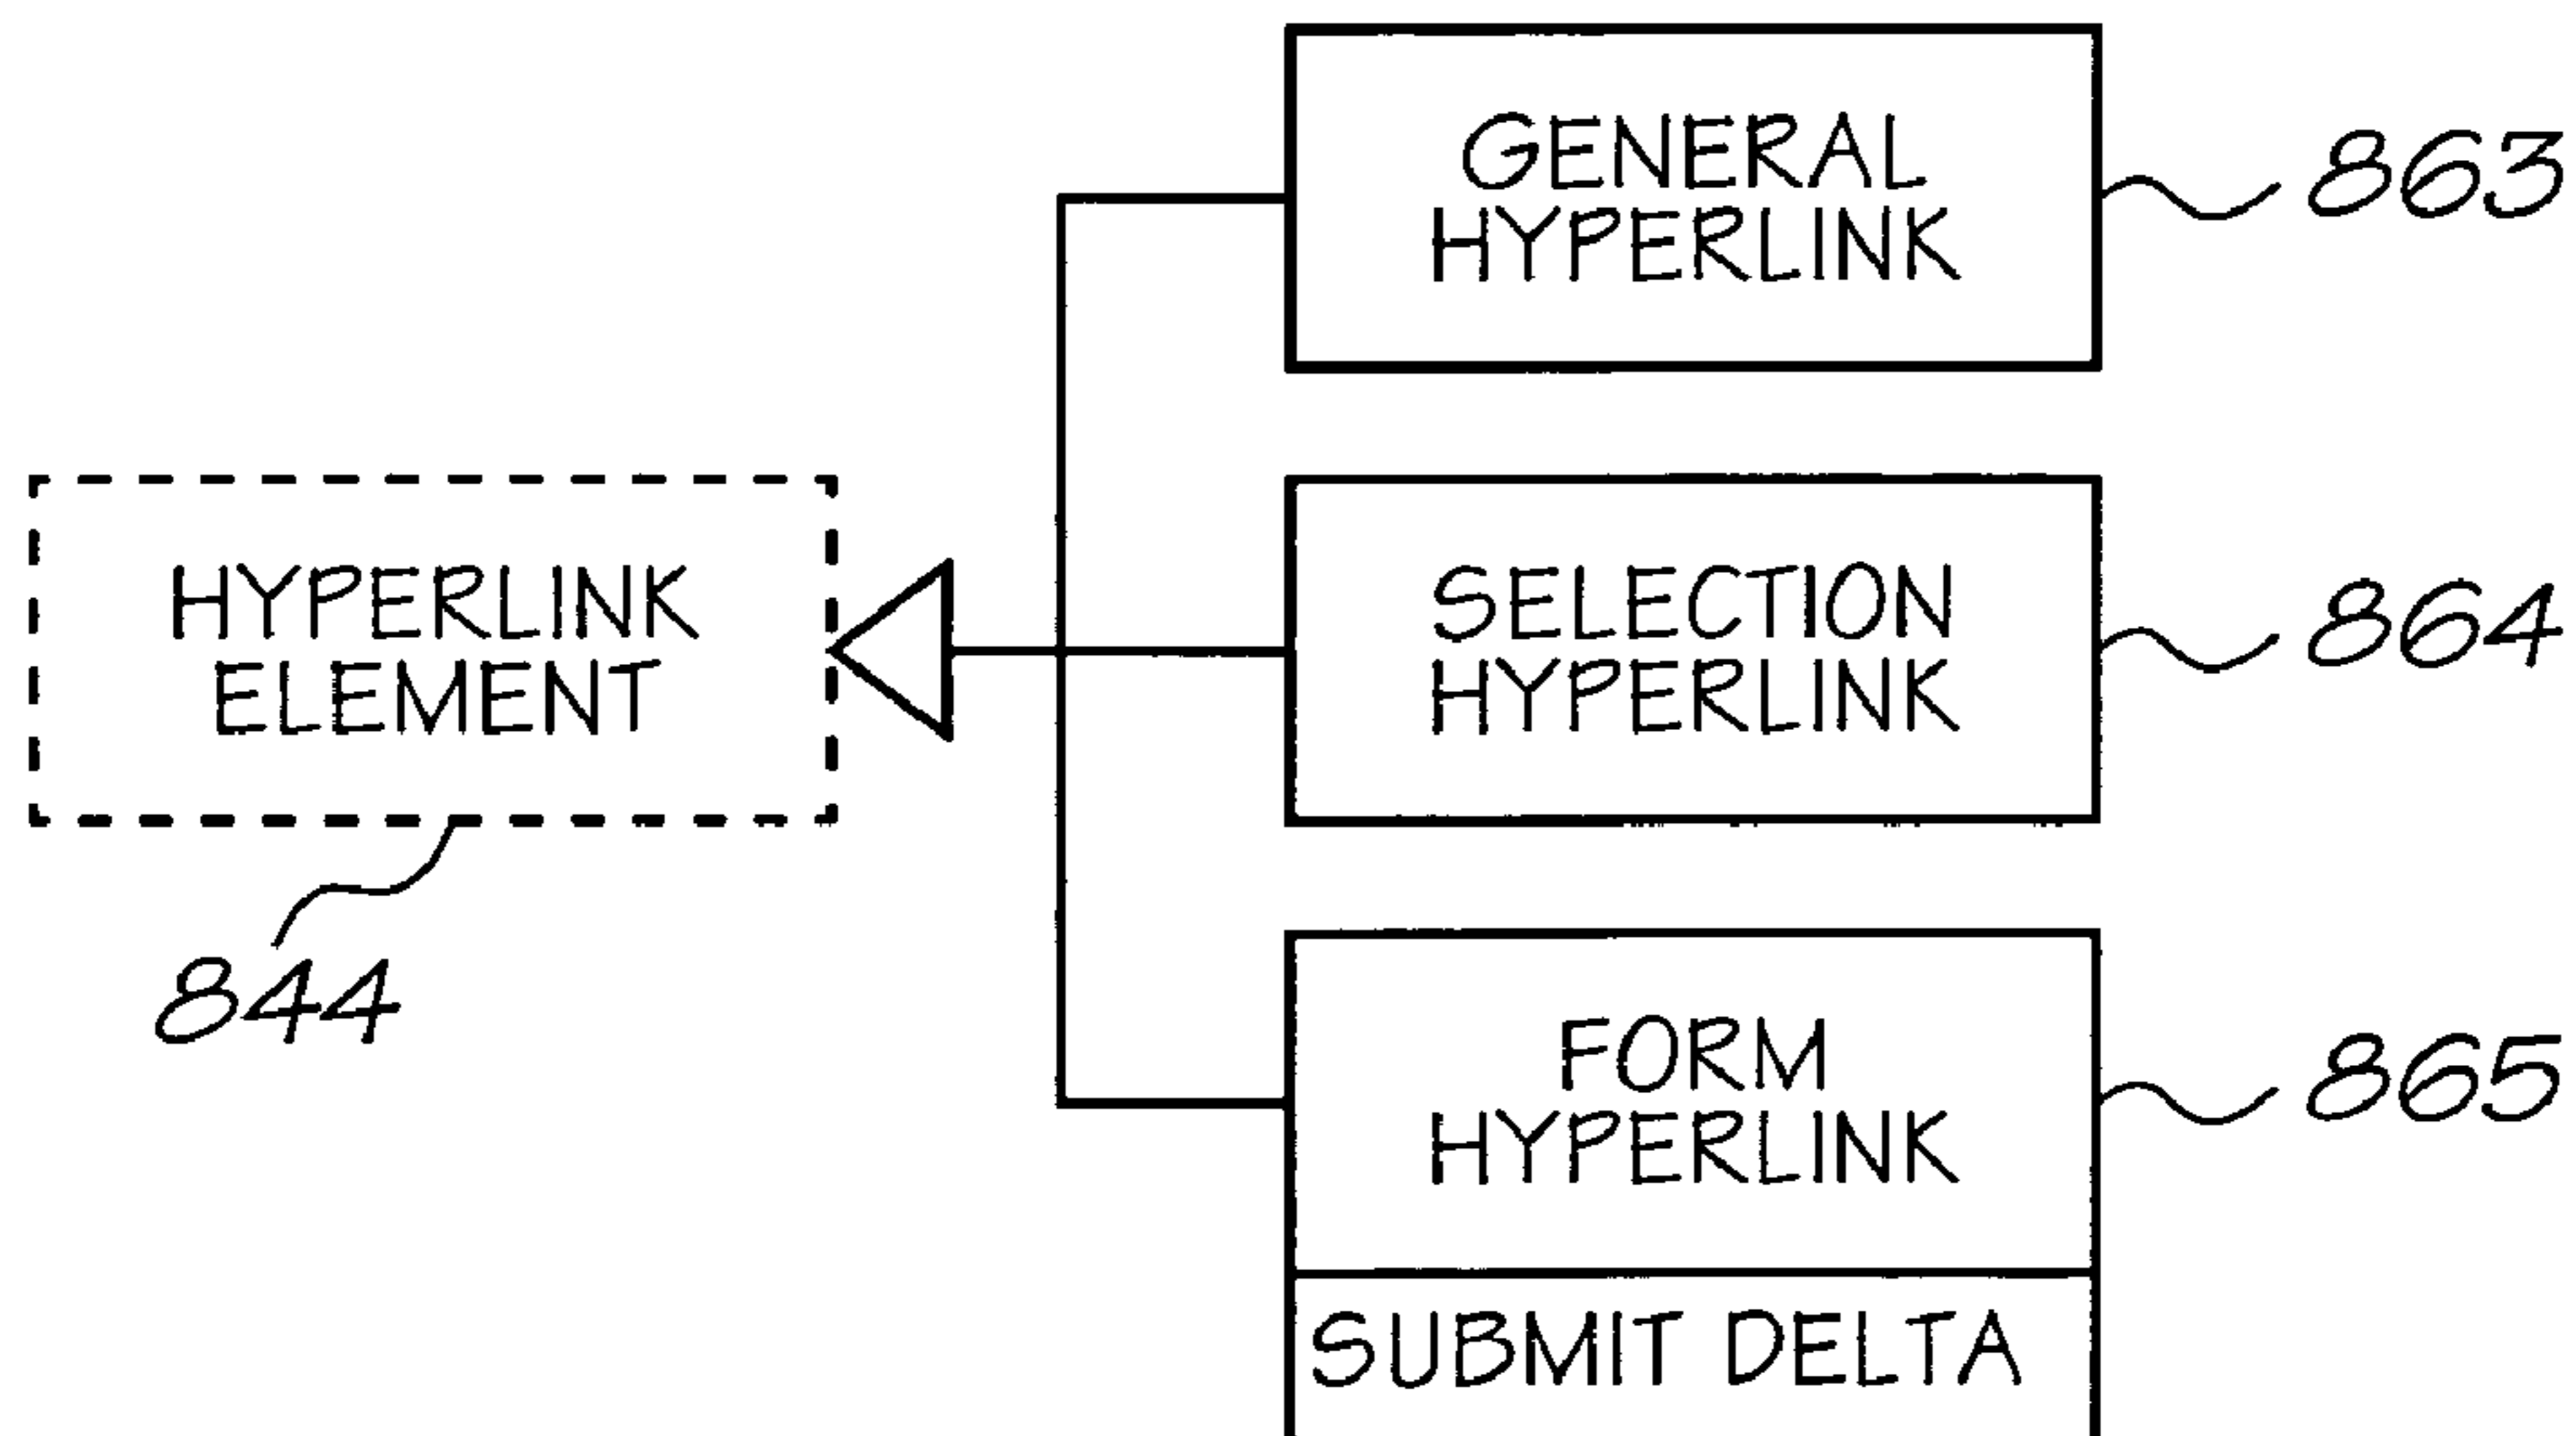 GENERAL
HYPERLINK
863
HYPERLINK
ELEMENT
844
SELECTION
HYPERLINK
864
FORM
HYPERLINK
865
SUBMIT DELTA